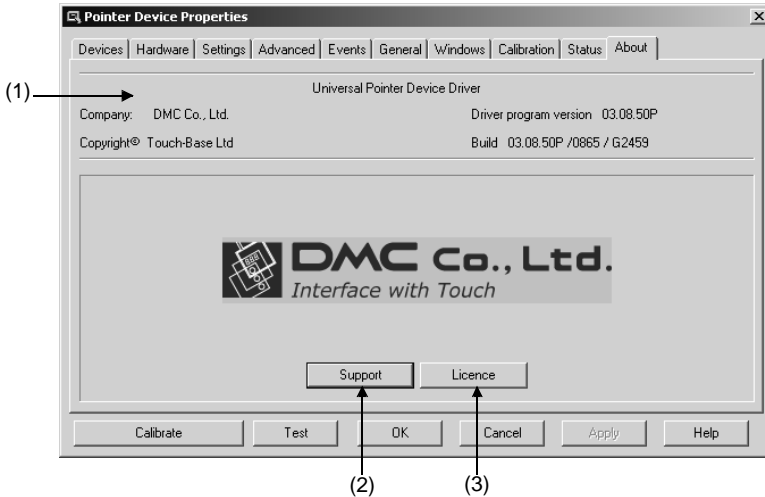 Pointer Device Properties
Devices Hardware Settings Advanced Events General Windows Calibration Status About
(1)
Universal Pointer Device Driver
Company: DMC Co., Ltd. Driver program version 03.08.50P
Copyright© Touch-Base Ltd Build 03.08.50P /0865 / G2459
DMC Co., Ltd.
Interface with Touch
Support Licence
Calibrate Test OK Cancel Apply Help
(2) (3)